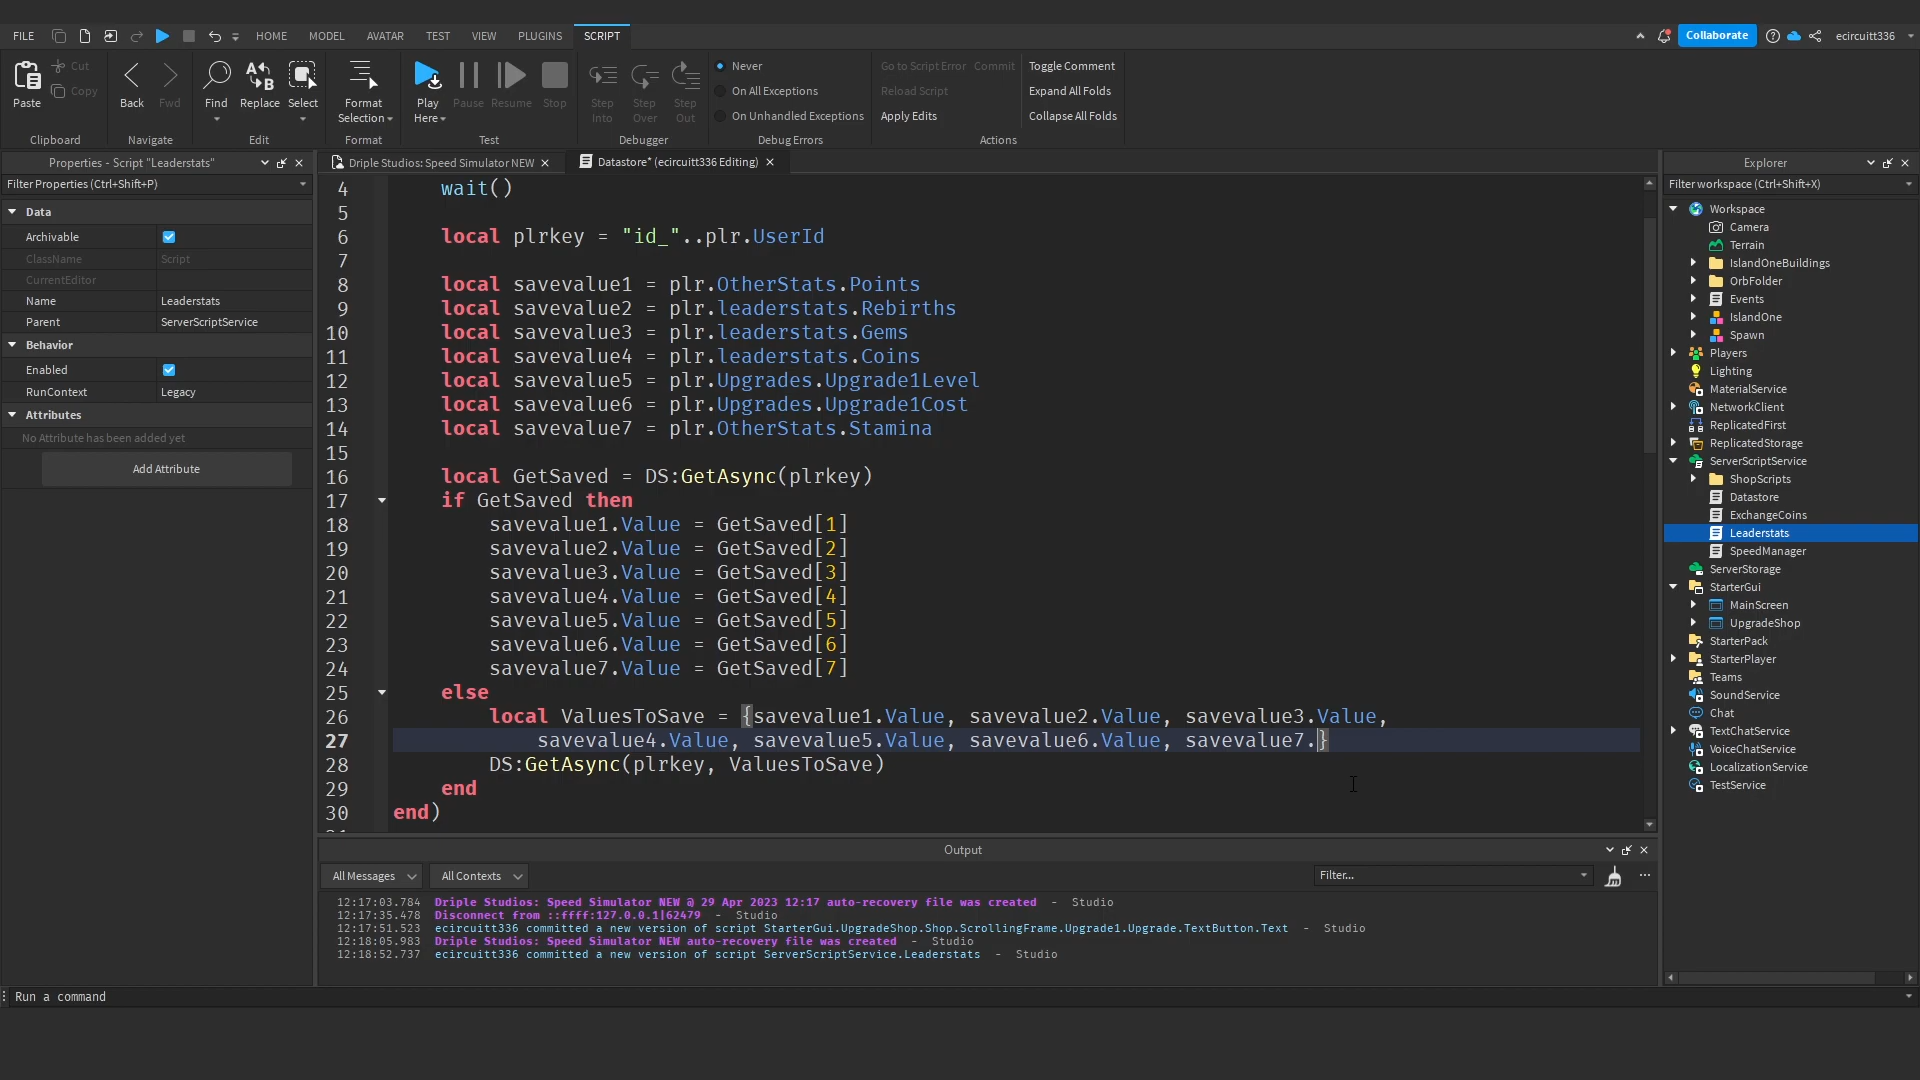 FILE HOME MODEL AVATAR TEST VIEW PLUGINS SCRIPT Collaborate ecircuitt336
Paste Cut Copy Back Fwd Find Replace Select Format Selection Play Here Pause Resume Stop Step Into Step Over Step Out
Never On All Exceptions On Unhandled Exceptions
Go to Script Error Commit Reload Script Apply Edits
Toggle Comment Expand All Folds Collapse All Folds
Clipboard Navigate Edit Format Test Debugger Debug Errors Actions
Properties - Script "Leaderstats"
Filter Properties (Ctrl+Shift+P)
Data
Archivable
ClassName Script
CurrentEditor
Name Leaderstats
Parent ServerScriptService
Behavior
Enabled
RunContext Legacy
Attributes
No Attribute has been added yet
Add Attribute
Driple Studios: Speed Simulator NEW Datastore* (ecircuitt336 Editing)
4 wait()
5
6 local plrkey = "id_"..plr.UserId
7
8 local savevalue1 = plr.OtherStats.Points
9 local savevalue2 = plr.leaderstats.Rebirths
10 local savevalue3 = plr.leaderstats.Gems
11 local savevalue4 = plr.leaderstats.Coins
12 local savevalue5 = plr.Upgrades.Upgrade1Level
13 local savevalue6 = plr.Upgrades.Upgrade1Cost
14 local savevalue7 = plr.OtherStats.Stamina
15
16 local GetSaved = DS:GetAsync(plrkey)
17 if GetSaved then
18 savevalue1.Value = GetSaved[1]
19 savevalue2.Value = GetSaved[2]
20 savevalue3.Value = GetSaved[3]
21 savevalue4.Value = GetSaved[4]
22 savevalue5.Value = GetSaved[5]
23 savevalue6.Value = GetSaved[6]
24 savevalue7.Value = GetSaved[7]
25 else
26 local ValuesToSave = {savevalue1.Value, savevalue2.Value, savevalue3.Value,
27 savevalue4.Value, savevalue5.Value, savevalue6.Value, savevalue7.}
28 DS:GetAsync(plrkey, ValuesToSave)
29 end
30 end)
Output
All Messages All Contexts Filter...
12:17:03.784 Driple Studios: Speed Simulator NEW @ 29 Apr 2023 12:17 auto-recovery file was created - Studio
12:17:35.478 Disconnect from ::ffff:127.0.0.1|62479 - Studio
12:17:51.523 ecircuitt336 committed a new version of script StarterGui.UpgradeShop.Shop.ScrollingFrame.Upgrade1.Upgrade.TextButton.Text - Studio
12:18:05.983 Driple Studios: Speed Simulator NEW auto-recovery file was created - Studio
12:18:52.737 ecircuitt336 committed a new version of script ServerScriptService.Leaderstats - Studio
Run a command
Explorer
Filter workspace (Ctrl+Shift+X)
Workspace
Camera
Terrain
IslandOneBuildings
OrbFolder
Events
IslandOne
Spawn
Players
Lighting
MaterialService
NetworkClient
ReplicatedFirst
ReplicatedStorage
ServerScriptService
ShopScripts
Datastore
ExchangeCoins
Leaderstats
SpeedManager
ServerStorage
StarterGui
MainScreen
UpgradeShop
StarterPack
StarterPlayer
Teams
SoundService
Chat
TextChatService
VoiceChatService
LocalizationService
TestService